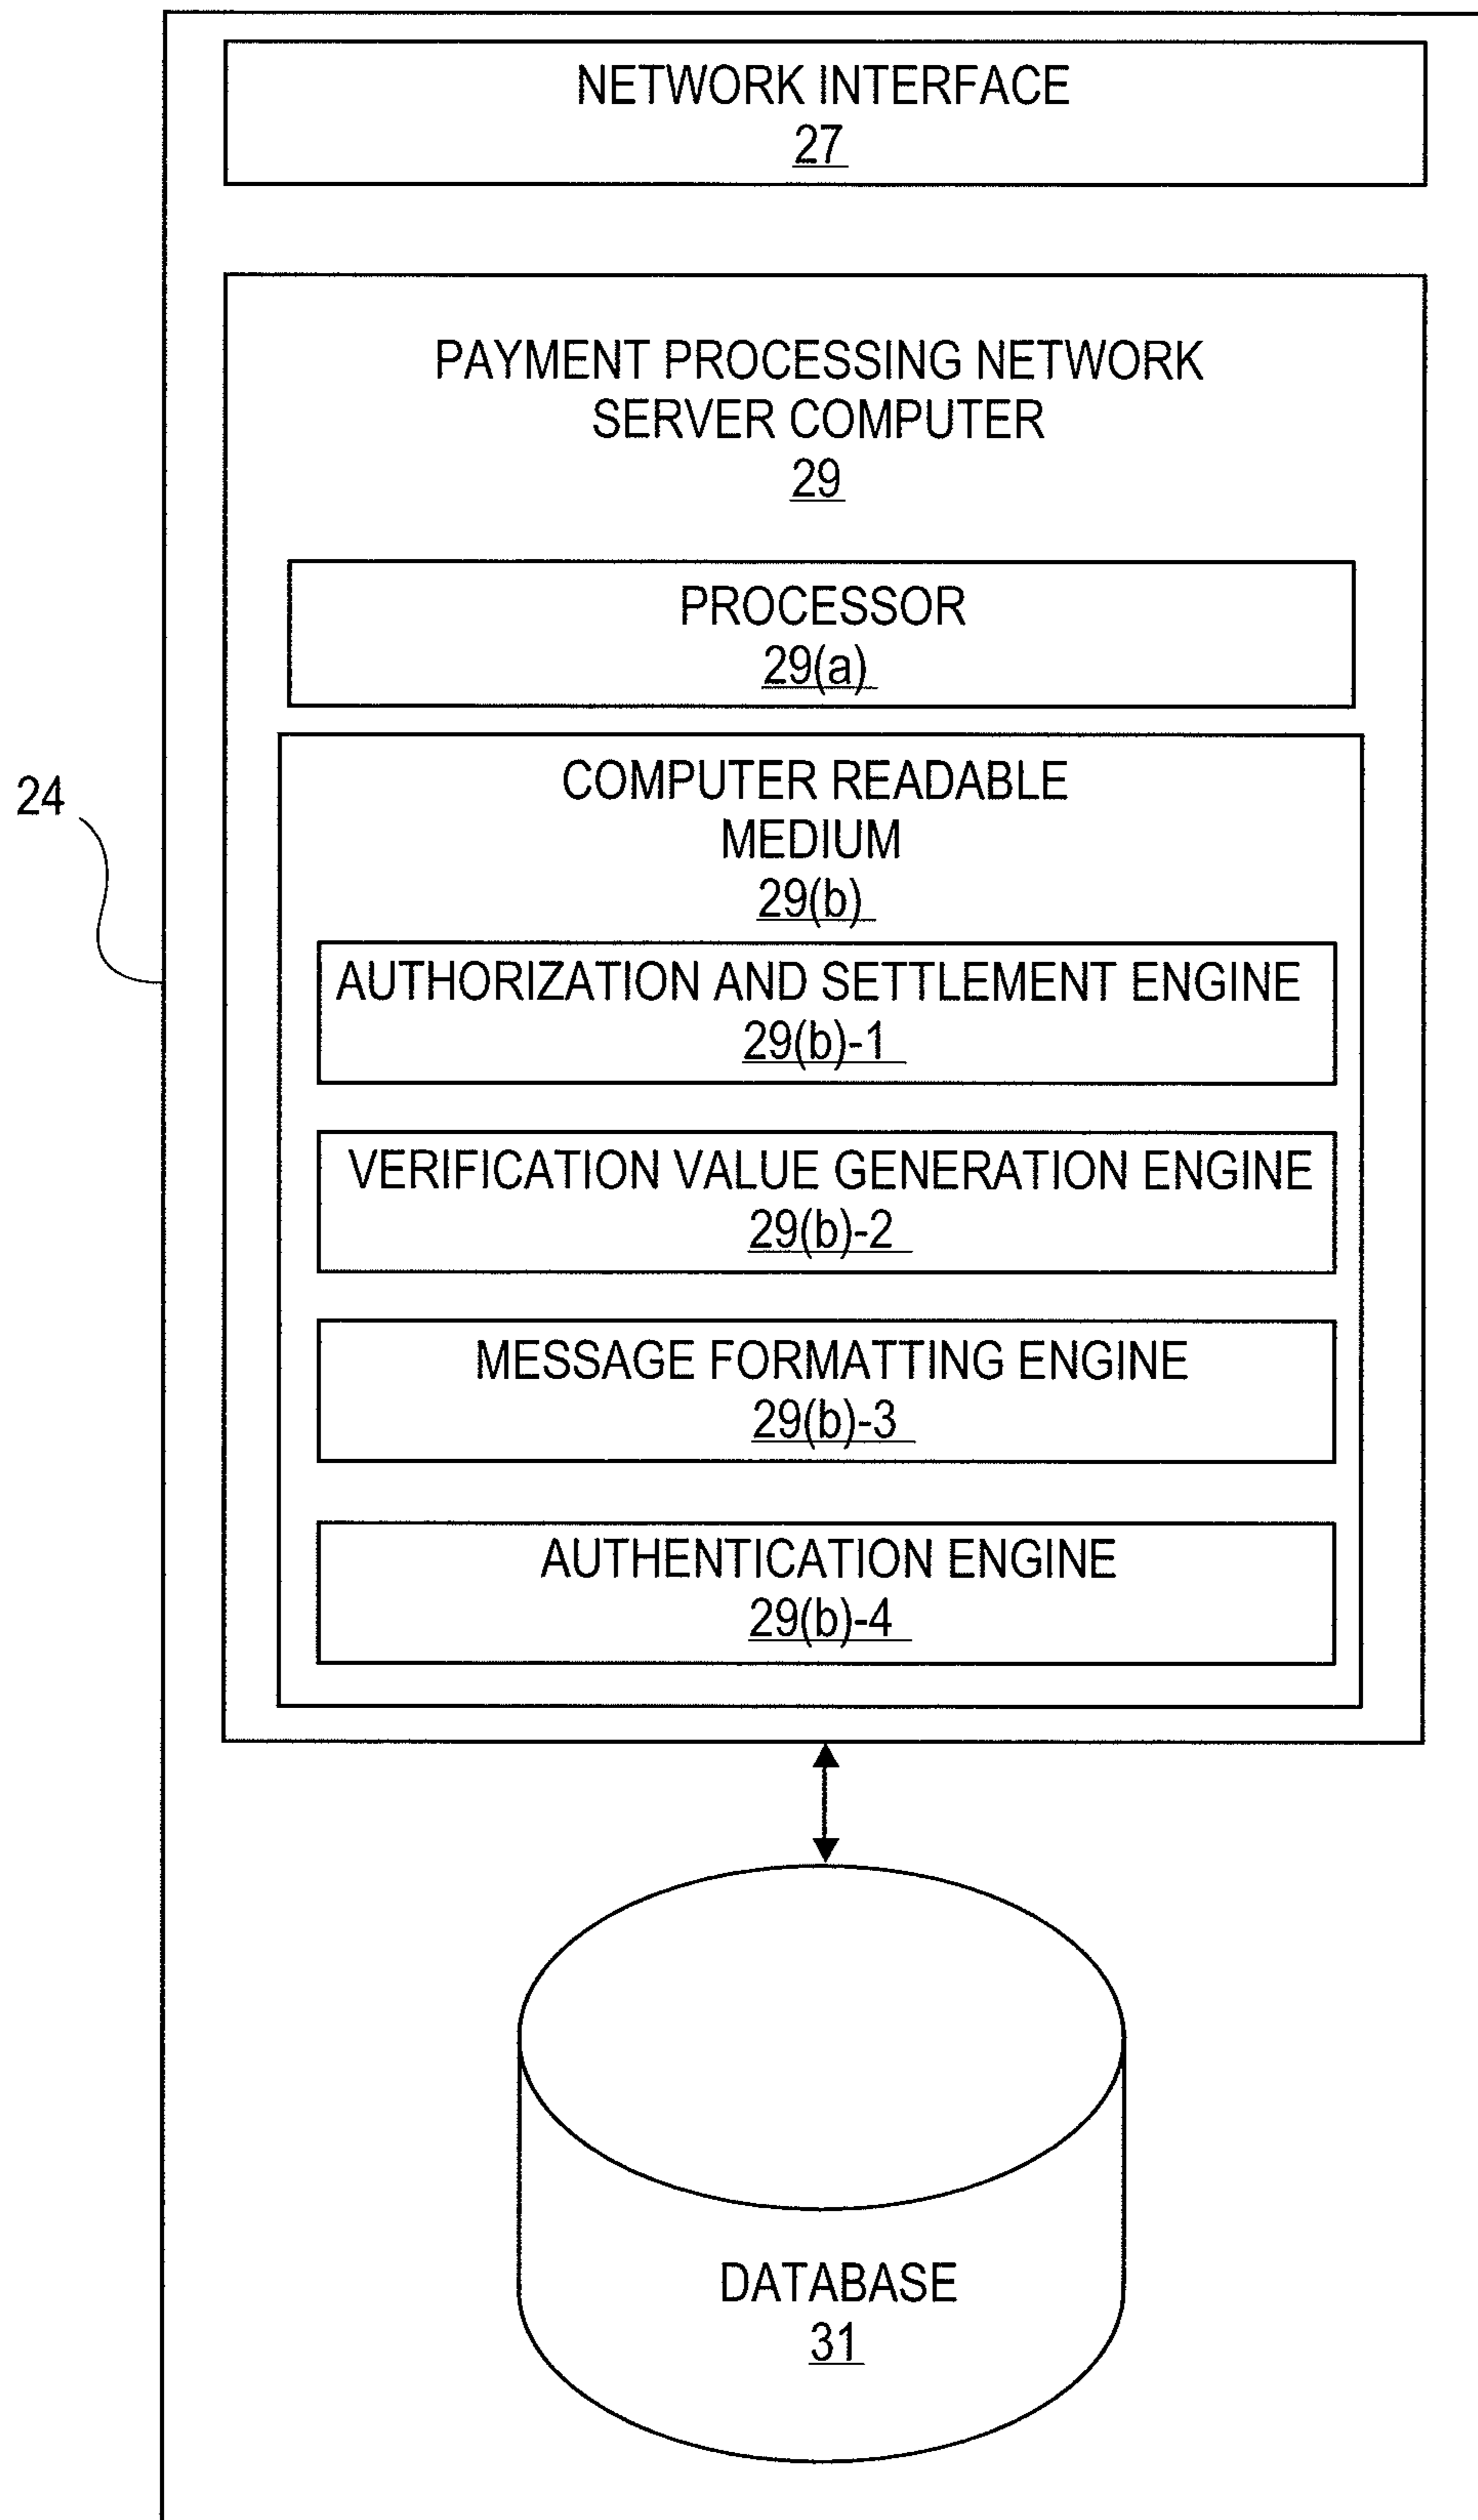 NETWORK INTERFACE
27
PAYMENT PROCESSING NETWORK
SERVER COMPUTER
29
PROCESSOR
29(a)
24
COMPUTER READABLE
MEDIUM
29(b)
AUTHORIZATION AND SETTLEMENT ENGINE
29(b)-1
VERIFICATION VALUE GENERATION ENGINE
29(b)-2
MESSAGE FORMATTING ENGINE
29(b)-3
AUTHENTICATION ENGINE
29(b)-4
DATABASE
31